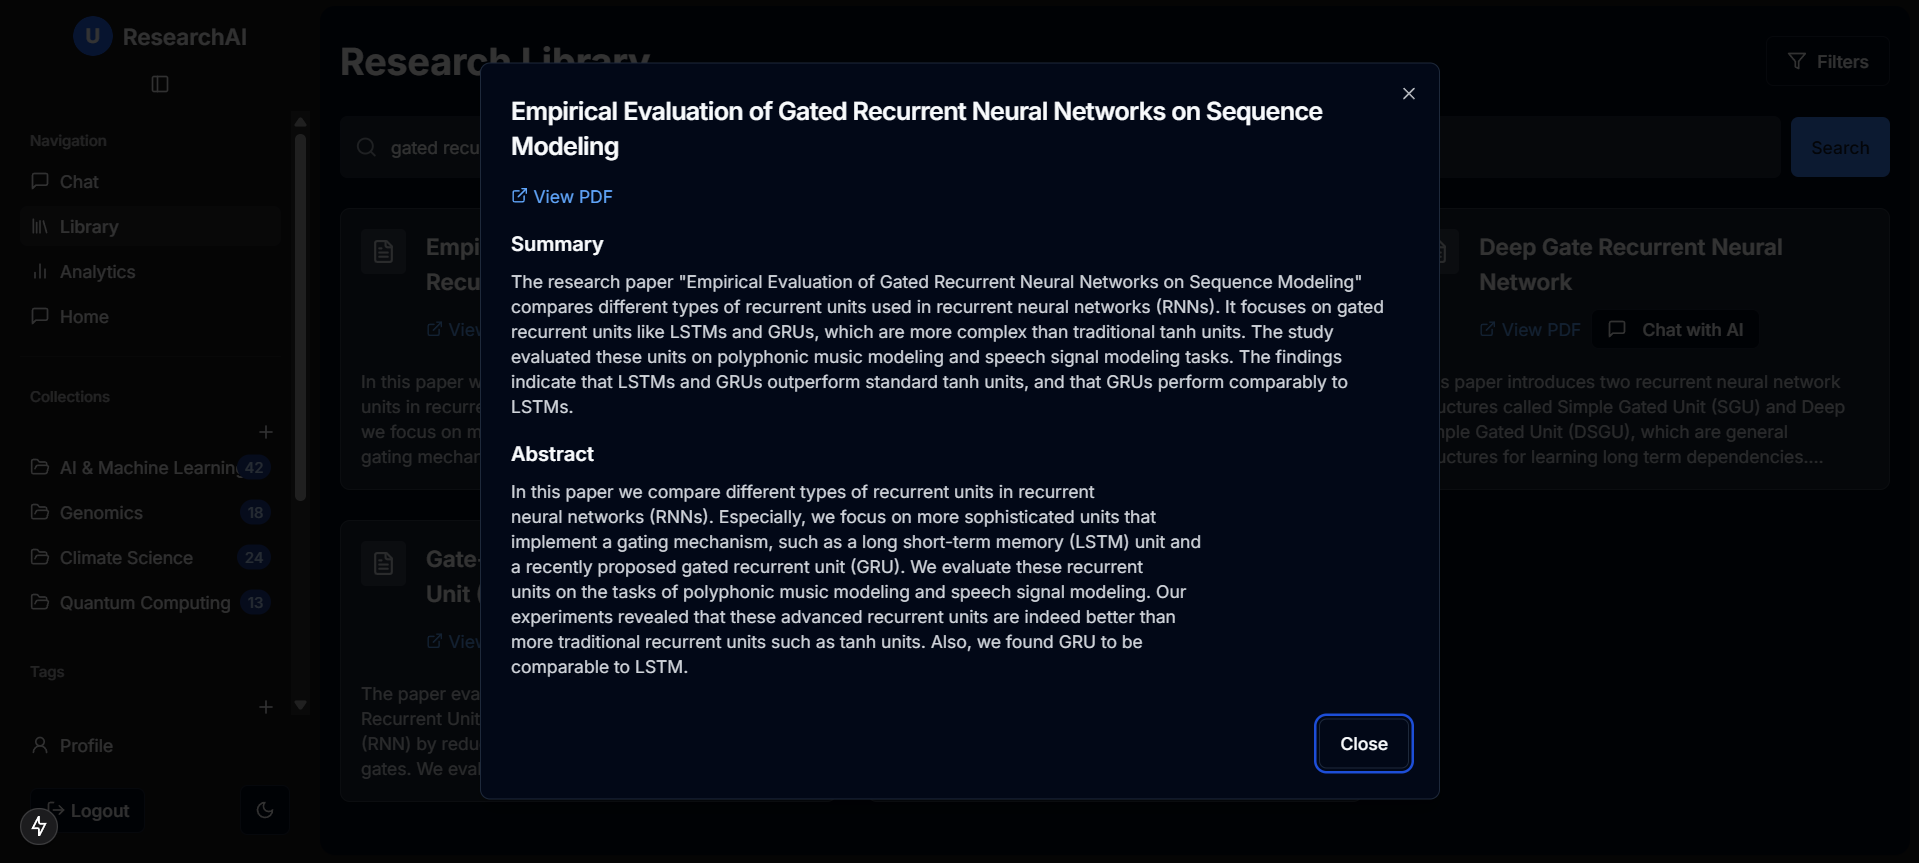 U ResearchAI
Navigation
Chat
Library
Analytics
Home
Collections
AI & Machine Learning 42
Genomics 18
Climate Science 24
Quantum Computing 13
Tags
Profile
Logout
Research Library
Filters
gated recu
Search
Empi
Recu
View
In this paper w
units in recurre
we focus on m
gating mechan
Gate-
Unit (
View
The paper eva
Recurrent Unit
(RNN) by redu
gates. We eval
Empirical Evaluation of Gated Recurrent Neural Networks on Sequence
Modeling
View PDF
Summary
The research paper "Empirical Evaluation of Gated Recurrent Neural Networks on Sequence Modeling"
compares different types of recurrent units used in recurrent neural networks (RNNs). It focuses on gated
recurrent units like LSTMs and GRUs, which are more complex than traditional tanh units. The study
evaluated these units on polyphonic music modeling and speech signal modeling tasks. The findings
indicate that LSTMs and GRUs outperform standard tanh units, and that GRUs perform comparably to
LSTMs.
Abstract
In this paper we compare different types of recurrent units in recurrent
neural networks (RNNs). Especially, we focus on more sophisticated units that
implement a gating mechanism, such as a long short-term memory (LSTM) unit and
a recently proposed gated recurrent unit (GRU). We evaluate these recurrent
units on the tasks of polyphonic music modeling and speech signal modeling. Our
experiments revealed that these advanced recurrent units are indeed better than
more traditional recurrent units such as tanh units. Also, we found GRU to be
comparable to LSTM.
Close
Deep Gate Recurrent Neural
Network
View PDF
Chat with AI
s paper introduces two recurrent neural network
uctures called Simple Gated Unit (SGU) and Deep
ple Gated Unit (DSGU), which are general
uctures for learning long term dependencies....